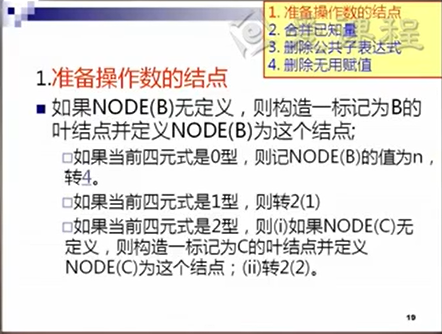 1. 准备操作数的结点
2. 合并已知量
3. 删除公共子表达式
4. 删除无用赋值
1.准备操作数的结点
如果NODE(B)无定义，则构造一标记为B的
叶结点并定义NODE(B)为这个结点;
如果当前四元式是0型，则记NODE(B)的值为n，
转4。
如果当前四元式是1型，则转2(1)
如果当前四元式是2型，则(i)如果NODE(C)无
定义，则构造一标记为C的叶结点并定义
NODE(C)为这个结点；(ii)转2(2)。
19